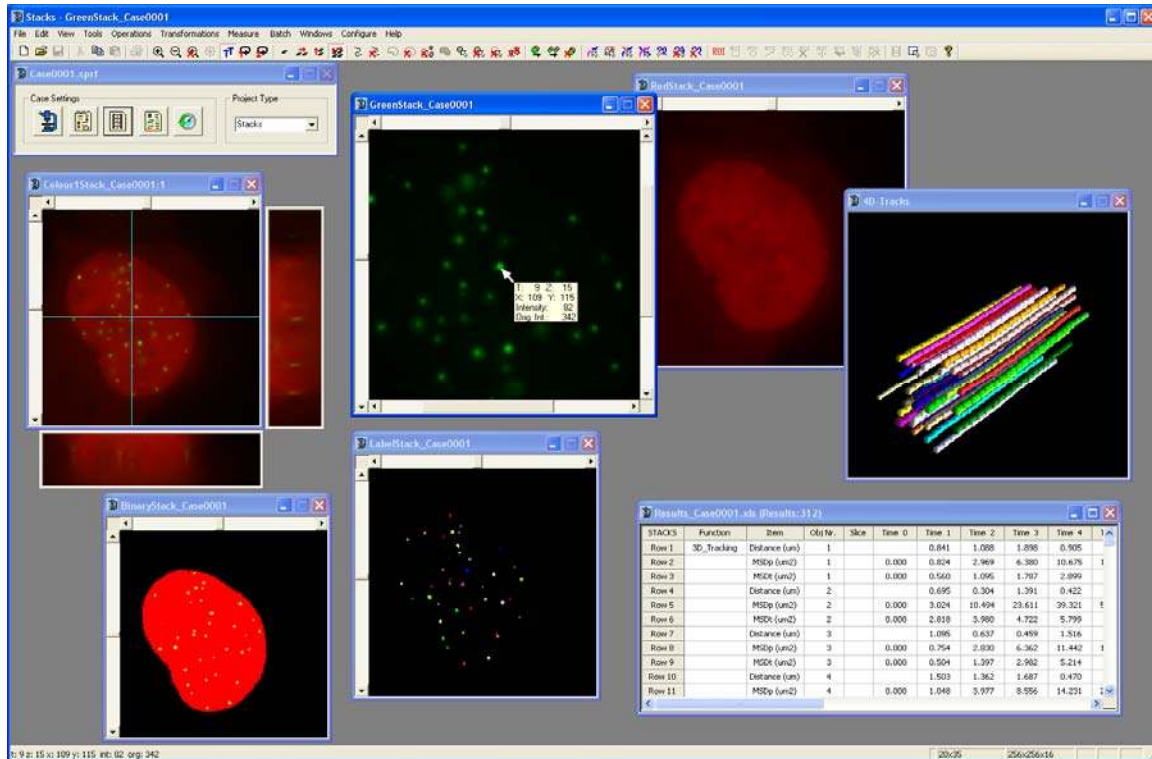 Stacks - GreenStack_Case0001
File Edit View Tools Operations Transformations Measure Batch Windows Configure Help
Case0001.xprf
Case Settings
Project Type
Stacks
GreenStack_Case0001
T: 9 Z: 15
X: 109 Y: 115
Intensity: 82
Org Int.: 342
RedStack_Case0001
Colour1Stack_Case0001:1
4D-Tracks
BinaryStack_Case0001
LabelStack_Case0001
Results_Case0001.xls (Results:312)
STACKS Function Item Obj Nr. Slice Time 0 Time 1 Time 2 Time 3 Time 4
Row 1 3D_Tracking Distance (um) 1 0.841 1.088 1.898 0.905
Row 2 MSDp (um2) 1 0.000 0.824 2.969 6.380 10.675
Row 3 MSDt (um2) 1 0.000 0.560 1.095 1.787 2.899
Row 4 Distance (um) 2 0.695 0.304 1.391 0.422
Row 5 MSDp (um2) 2 0.000 3.024 10.494 23.611 39.321
Row 6 MSDt (um2) 2 0.000 2.818 3.980 4.722 5.799
Row 7 Distance (um) 3 1.095 0.637 0.459 1.516
Row 8 MSDp (um2) 3 0.000 0.754 2.830 6.362 11.442
Row 9 MSDt (um2) 3 0.000 0.504 1.397 2.982 5.214
Row 10 Distance (um) 4 1.503 1.362 1.687 0.470
Row 11 MSDp (um2) 4 0.000 1.048 3.977 8.556 14.231
t: 9 z: 15 x: 109 y: 115 int: 82 org: 342
20x35
256x256x16